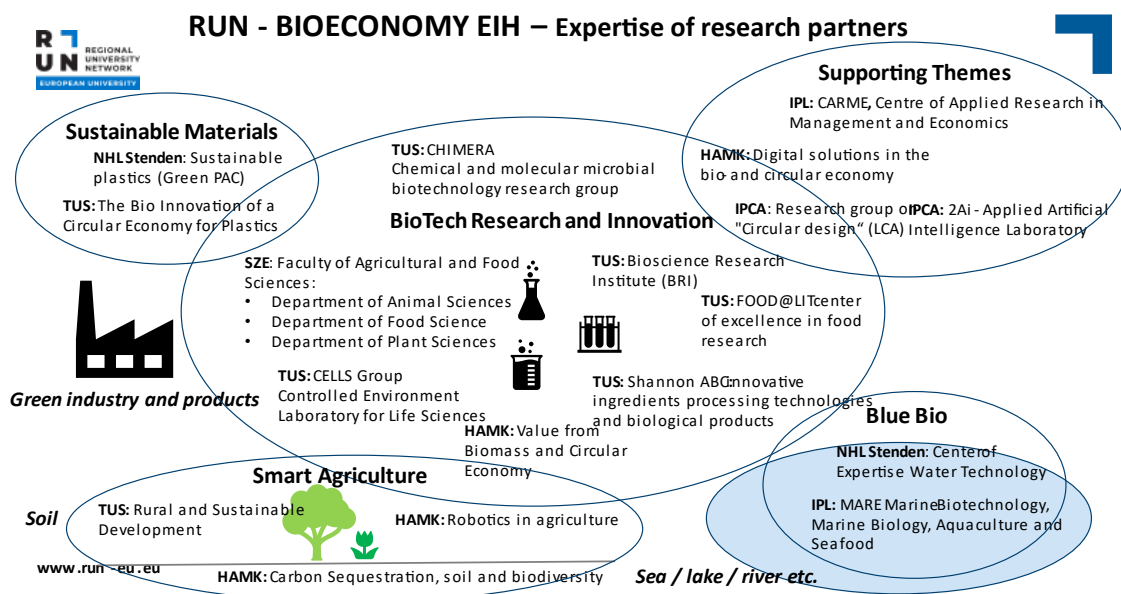 RUN - BIOECONOMY EIH – Expertise of research partners
R
UN
REGIONAL
UNIVERSITY
NETWORK
EUROPEAN UNIVERSITY
Supporting Themes
IPL: CARME, Centre of Applied Research in
Management and Economics
HAMK: Digital solutions in the
bio- and circular economy
IPCA: Research group on
"Circular design“ (LCA)
IPCA: 2Ai - Applied Artificial
Intelligence Laboratory
Sustainable Materials
NHL Stenden: Sustainable
plastics (Green PAC)
TUS: The Bio Innovation of a
Circular Economy for Plastics
TUS: CHIMERA
Chemical and molecular microbial
biotechnology research group
BioTech Research and Innovation
SZE: Faculty of Agricultural and Food
Sciences:
• Department of Animal Sciences
• Department of Food Science
• Department of Plant Sciences
TUS: Bioscience Research
Institute (BRI)
TUS: FOOD@LIT center
of excellence in food
research
TUS: CELLS Group
Controlled Environment
Laboratory for Life Sciences
TUS: Shannon ABC: innovative
ingredients processing technologies
and biological products
HAMK: Value from
Biomass and Circular
Economy
Green industry and products
Blue Bio
NHL Stenden: Center of
Expertise Water Technology
IPL: MARE Marine Biotechnology,
Marine Biology, Aquaculture and
Seafood
Smart Agriculture
Soil
TUS: Rural and Sustainable
Development
HAMK: Robotics in agriculture
www.run-eu.eu
HAMK: Carbon Sequestration, soil and biodiversity
Sea / lake / river etc.